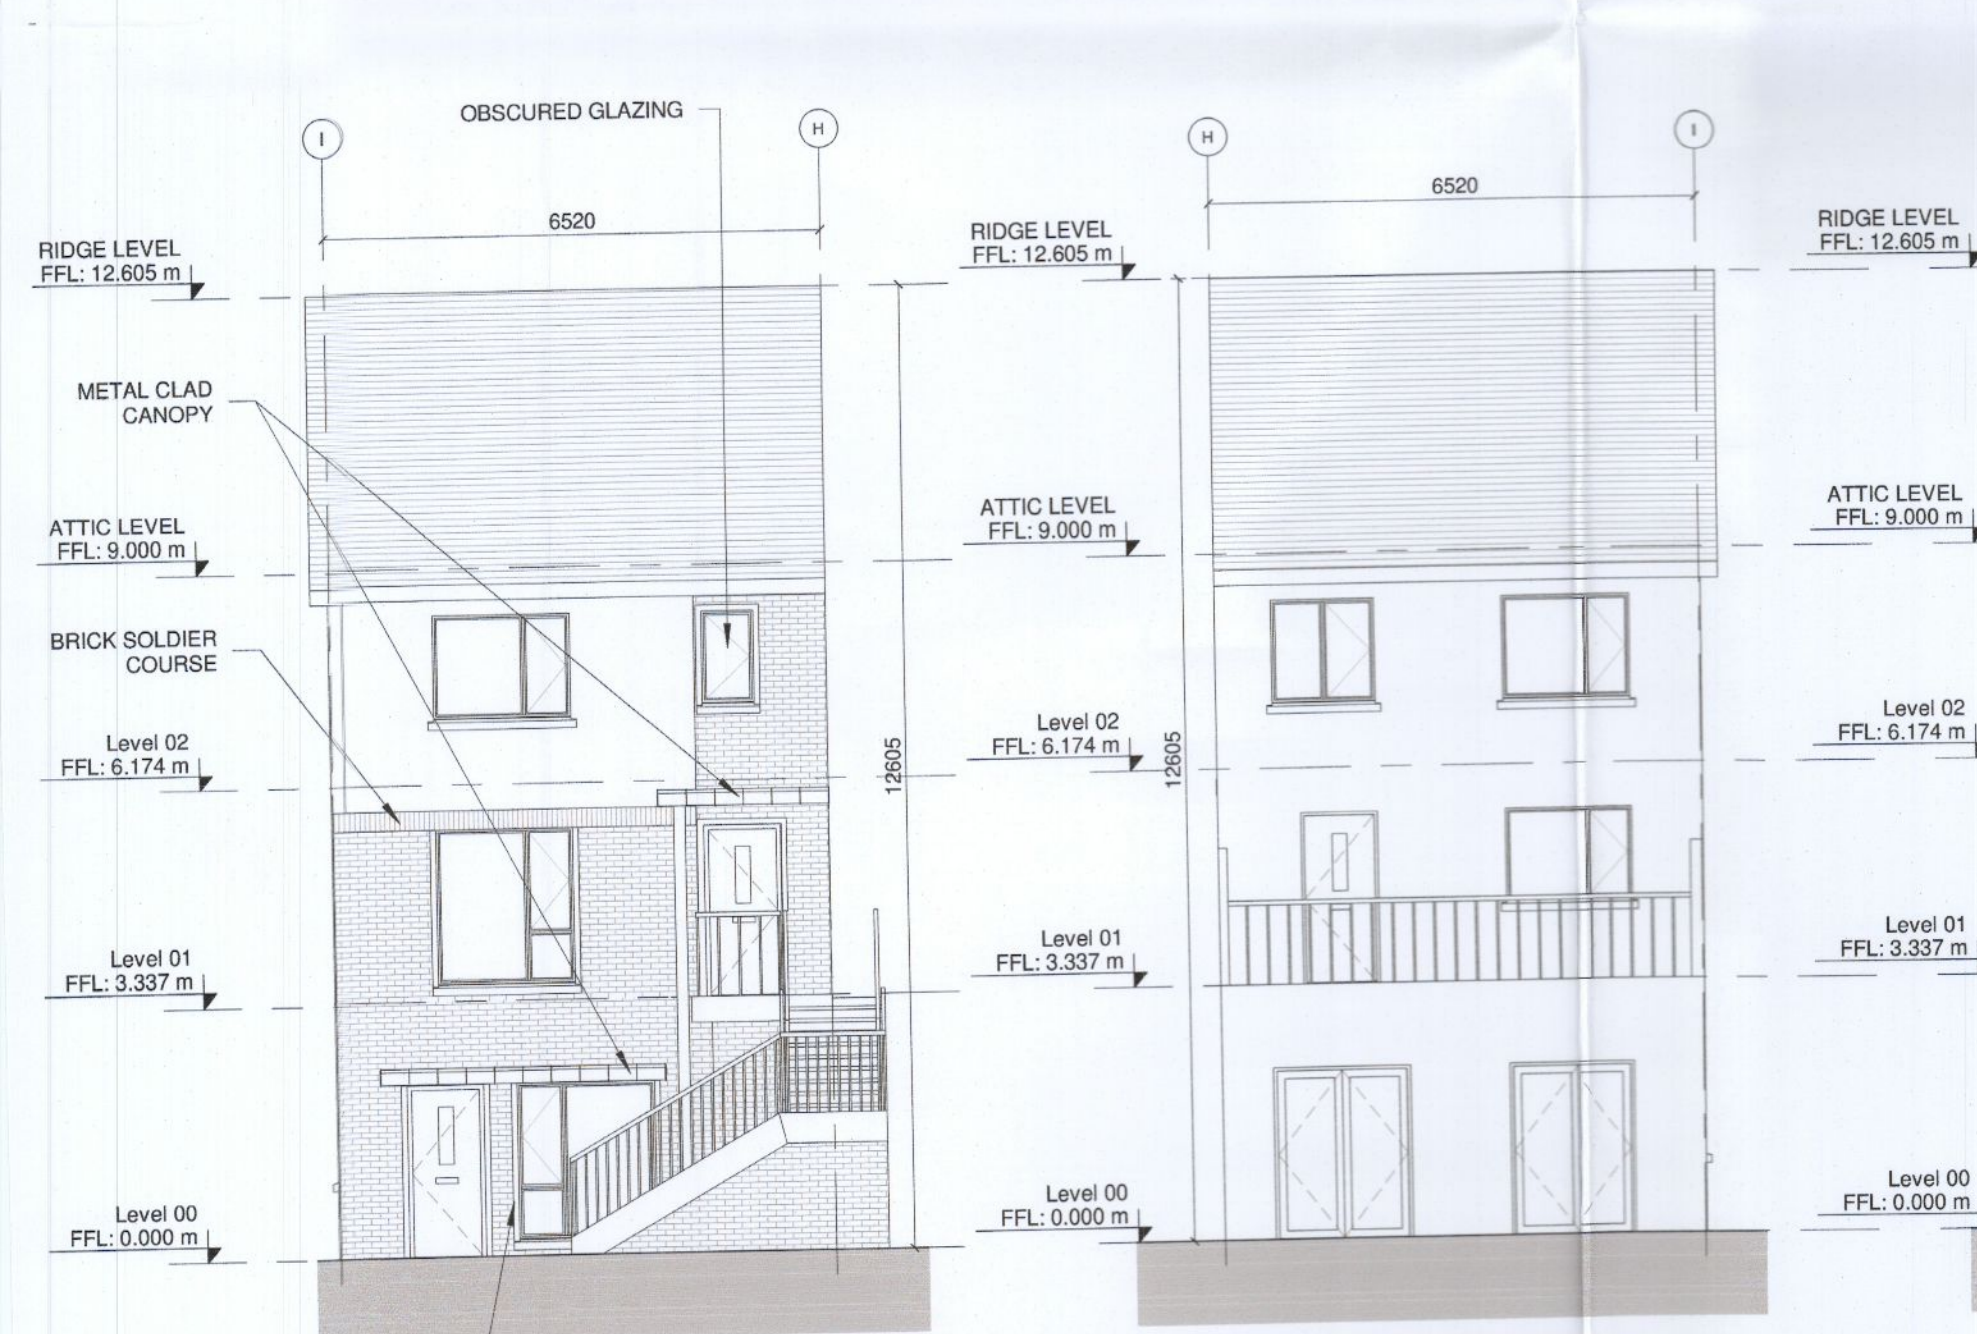 OBSCURED GLAZING
I
H
H
I
6520
6520
RIDGE LEVEL
FFL: 12.605 m
RIDGE LEVEL
FFL: 12.605 m
RIDGE LEVEL
FFL: 12.605 m
METAL CLAD
CANOPY
ATTIC LEVEL
FFL: 9.000 m
ATTIC LEVEL
FFL: 9.000 m
ATTIC LEVEL
FFL: 9.000 m
BRICK SOLDIER
COURSE
Level 02
FFL: 6.174 m
12605
Level 02
FFL: 6.174 m
12605
Level 02
FFL: 6.174 m
Level 01
FFL: 3.337 m
Level 01
FFL: 3.337 m
Level 01
FFL: 3.337 m
Level 00
FFL: 0.000 m
Level 00
FFL: 0.000 m
Level 00
FFL: 0.000 m